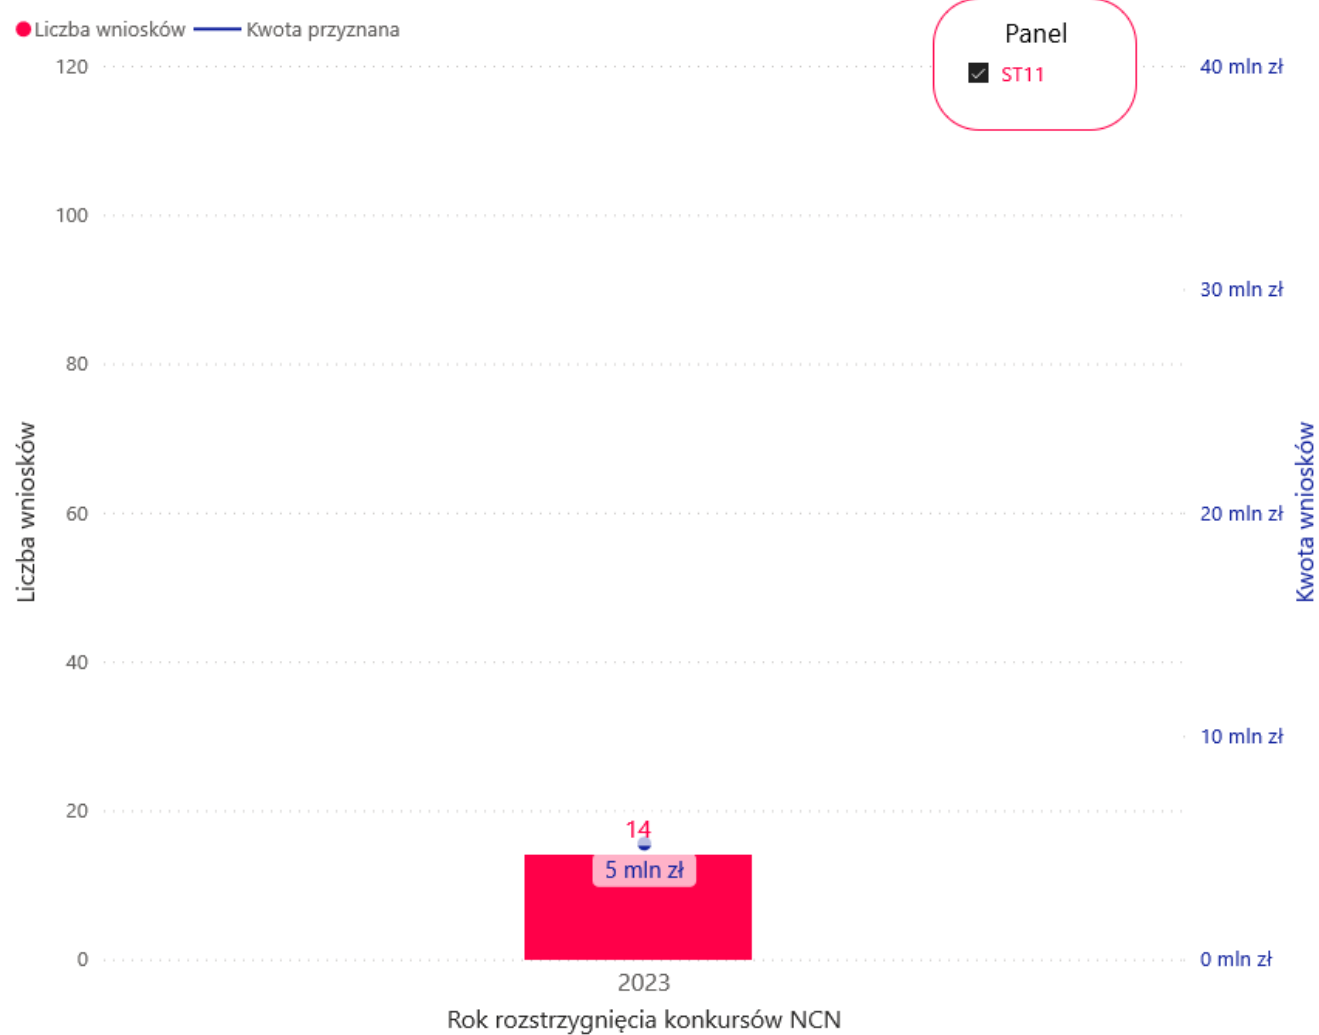 Liczba wniosków Kwota przyznana
Panel
ST11
120
100
80
60
40
20
0
Liczba wniosków
40 mln zł
30 mln zł
20 mln zł
10 mln zł
0 mln zł
Kwota wniosków
14
5 mln zł
2023
Rok rozstrzygnięcia konkursów NCN